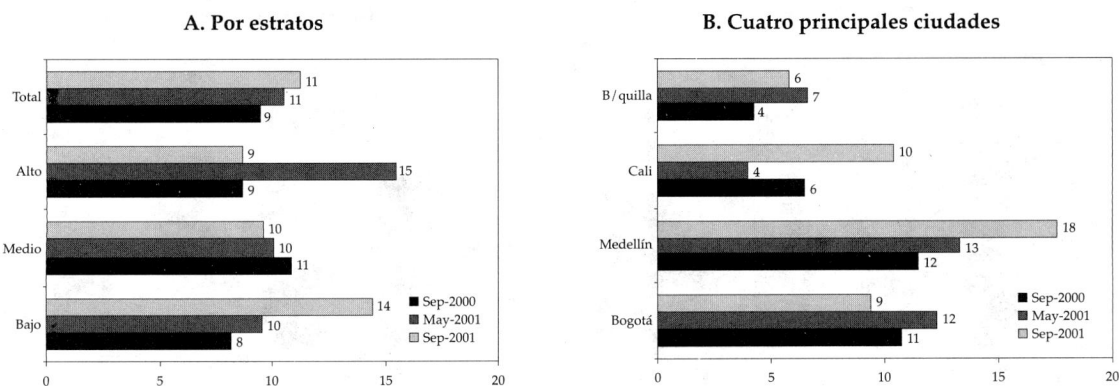 A. Por estratos
Total
11
11
9
Alto
9
15
9
Medio
10
10
11
Bajo
14
10
8
Sep-2000
May-2001
Sep-2001
0 5 10 15 20
B. Cuatro principales ciudades
B/quilla
6
7
4
Cali
10
4
6
Medellín
18
13
12
Bogotá
9
12
11
Sep-2000
May-2001
Sep-2001
0 5 10 15 20